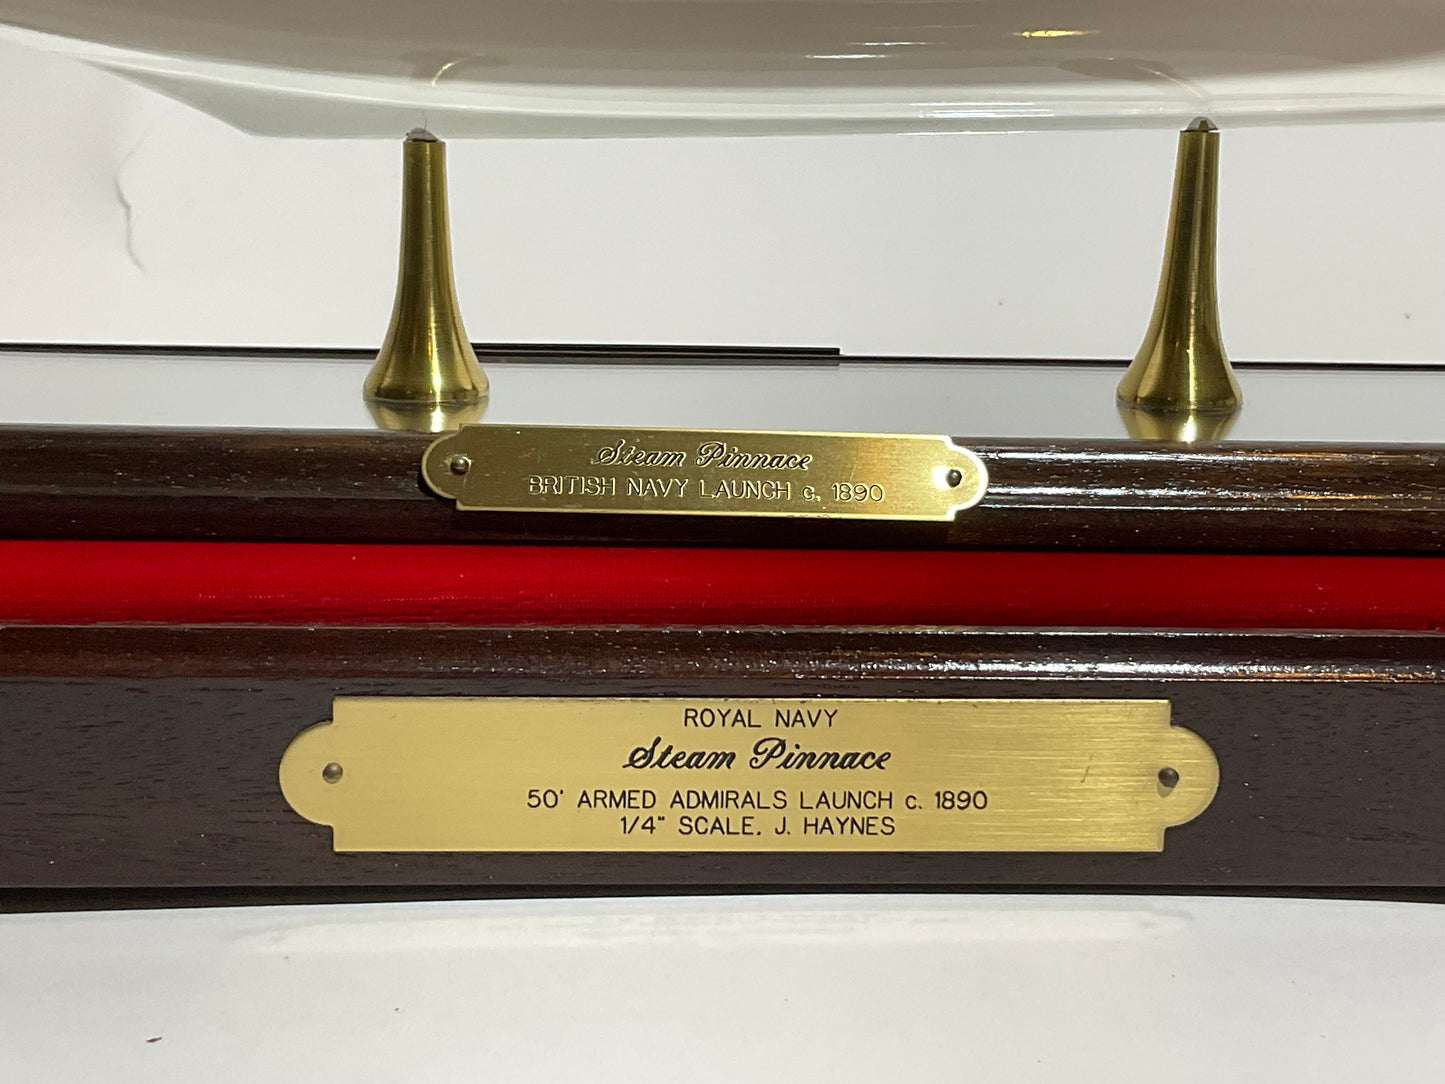 Steam Pinnace
BRITISH NAVY LAUNCH c. 1890
ROYAL NAVY
Steam Pinnace
50' ARMED ADMIRALS LAUNCH c. 1890
1/4" SCALE. J. HAYNES